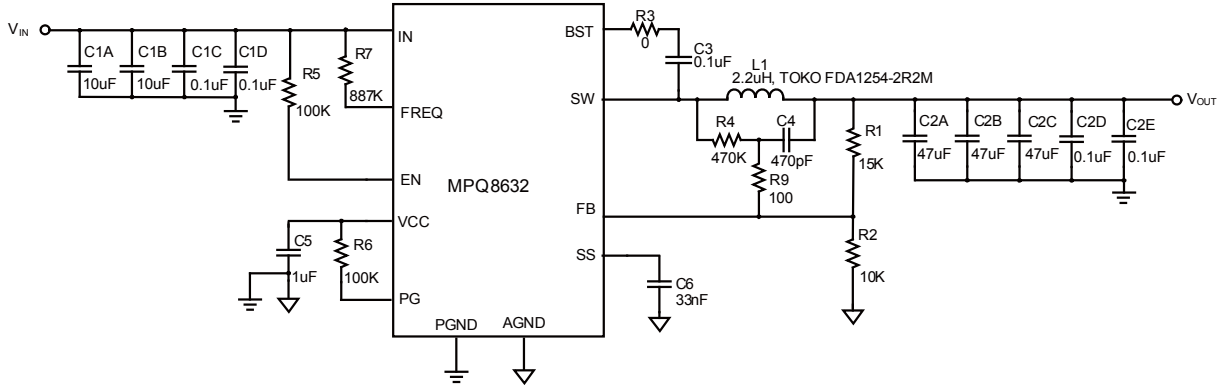 V_IN
C1A
10uF
C1B
10uF
C1C
0.1uF
C1D
0.1uF
R5
100K
R7
887K
IN
FREQ
EN
VCC
PG
MPQ8632
PGND
AGND
BST
SW
FB
SS
C5
1uF
R6
100K
R3
0
C3
0.1uF
L1
2.2uH, TOKO FDA1254-2R2M
R4
470K
C4
470pF
R9
100
R1
15K
R2
10K
C6
33nF
C2A
47uF
C2B
47uF
C2C
47uF
C2D
0.1uF
C2E
0.1uF
V_OUT